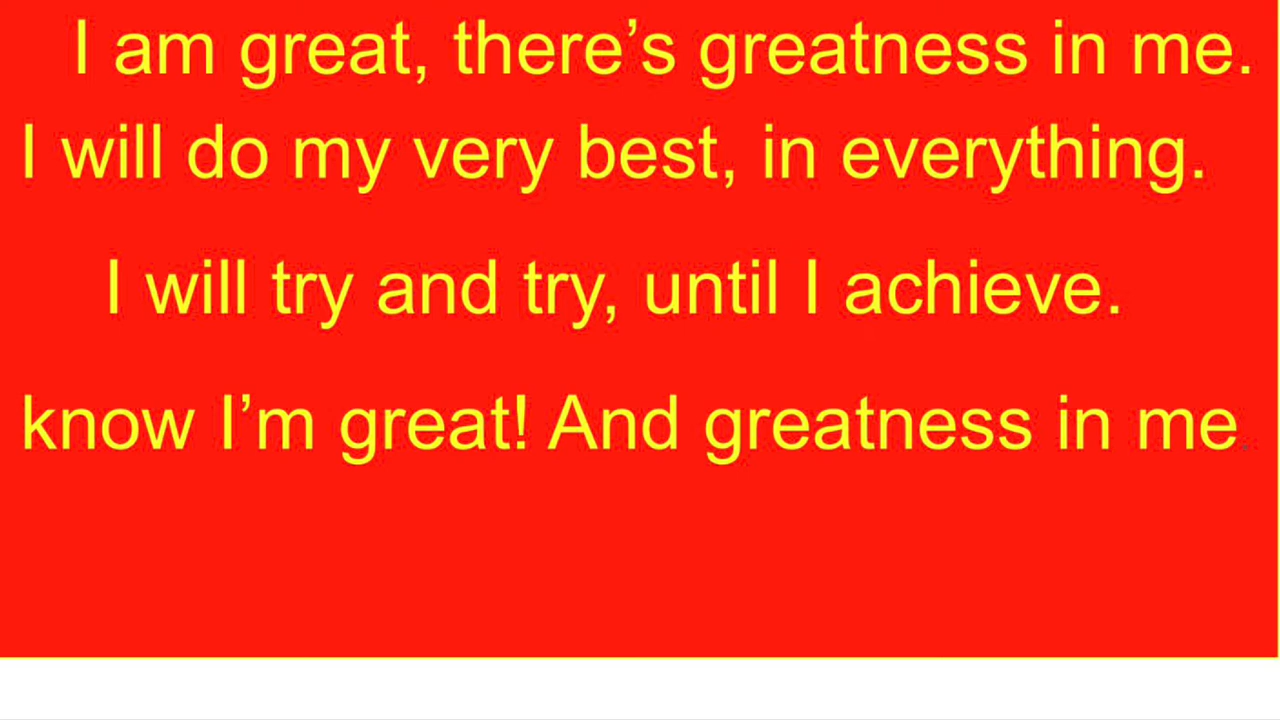 I am great, there’s greatness in me.
I will do my very best, in everything.
I will try and try, until I achieve.
know I’m great! And greatness in me